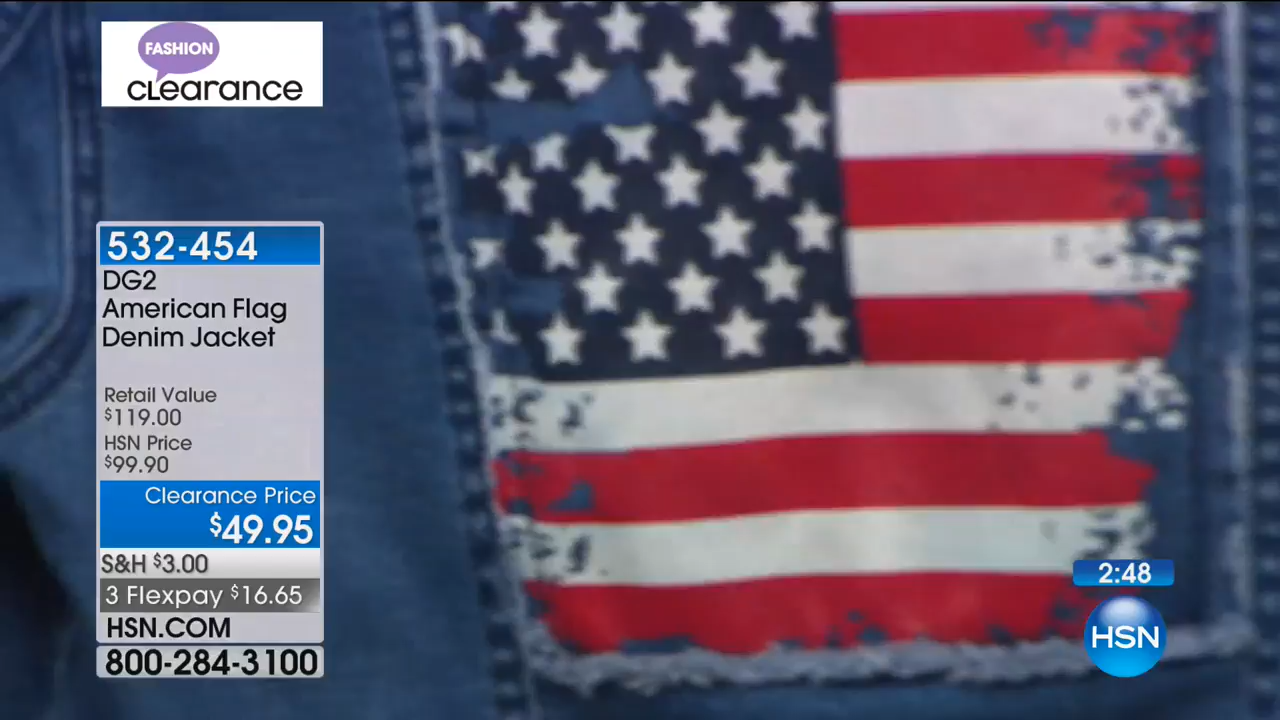 FASHION
CLearance
532-454
DG2
American Flag
Denim Jacket
Retail Value
$119.00
HSN Price
$99.90
Clearance Price
$49.95
S&H $3.00
3 Flexpay $16.65
HSN.COM
800-284-3100
2:48
HSN